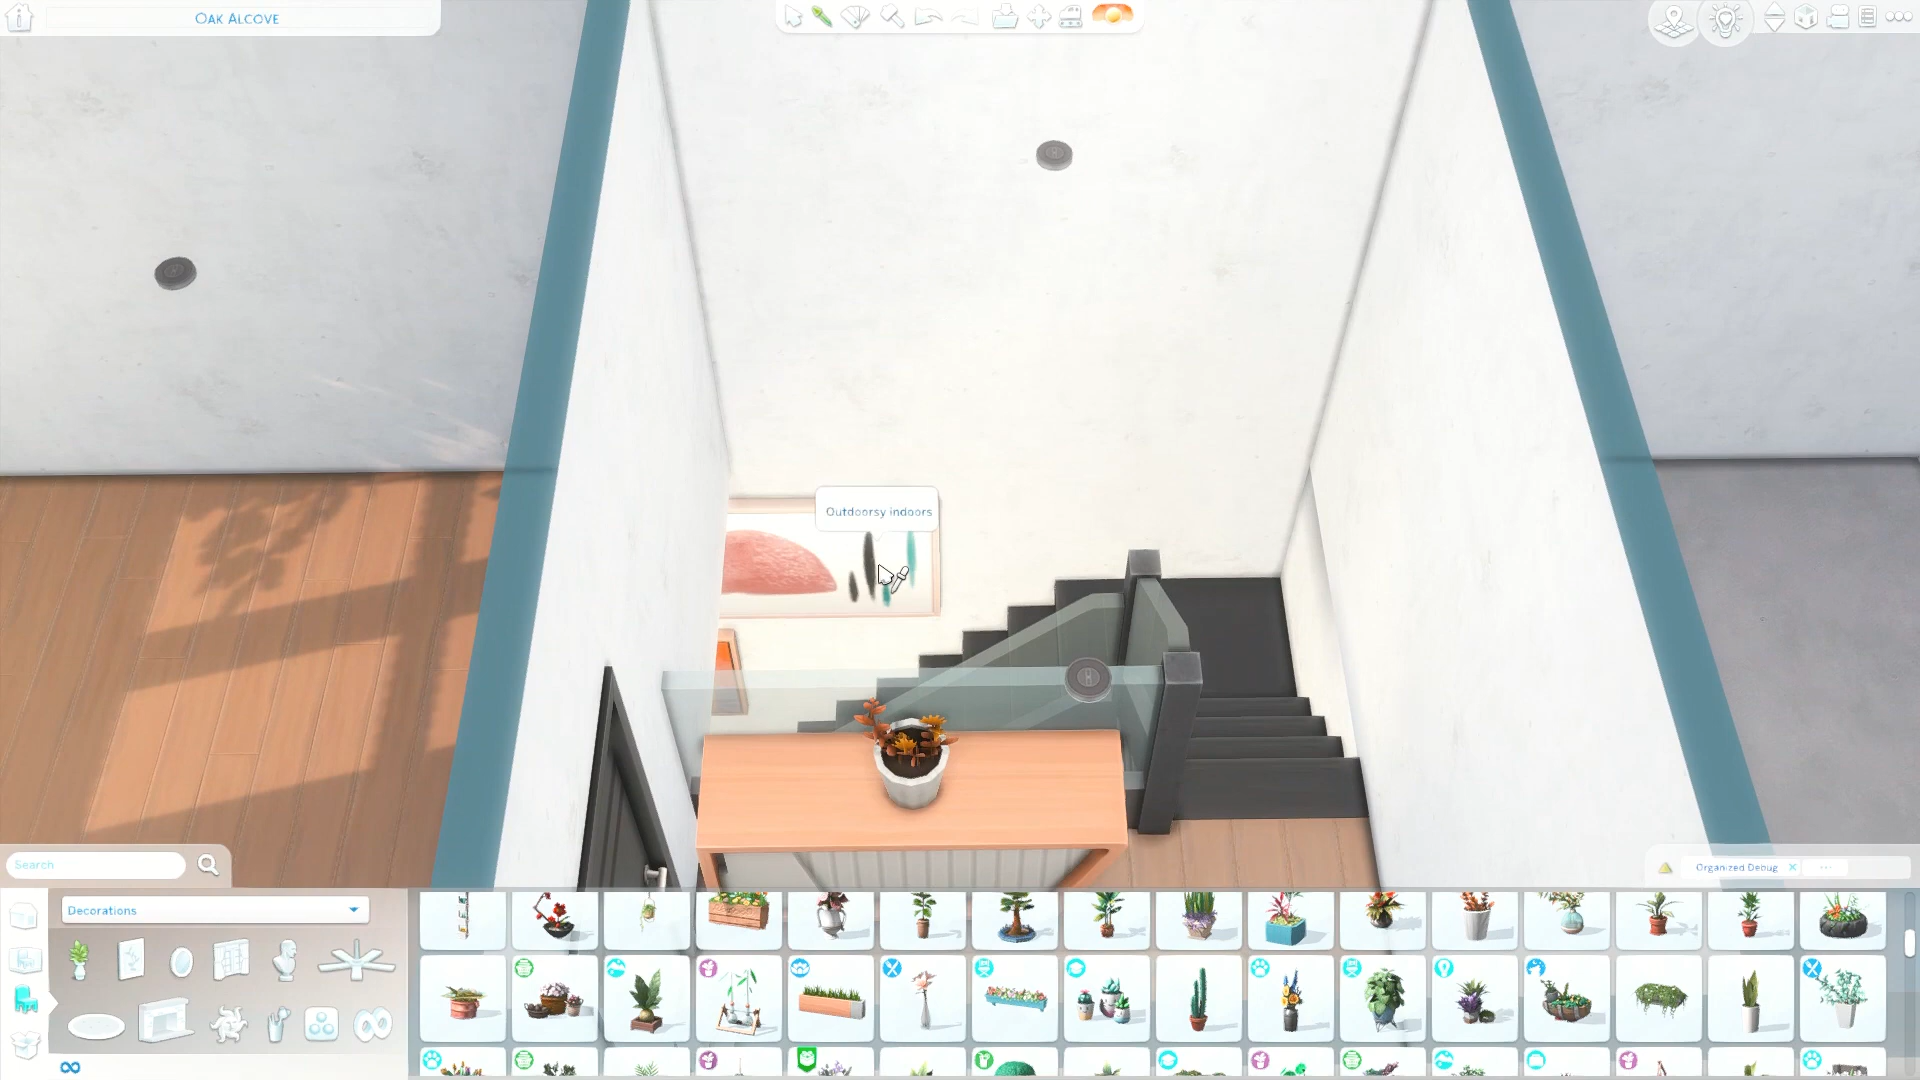 Oak Alcove
Outdoorsy indoors
Search
Organized Debug
Decorations